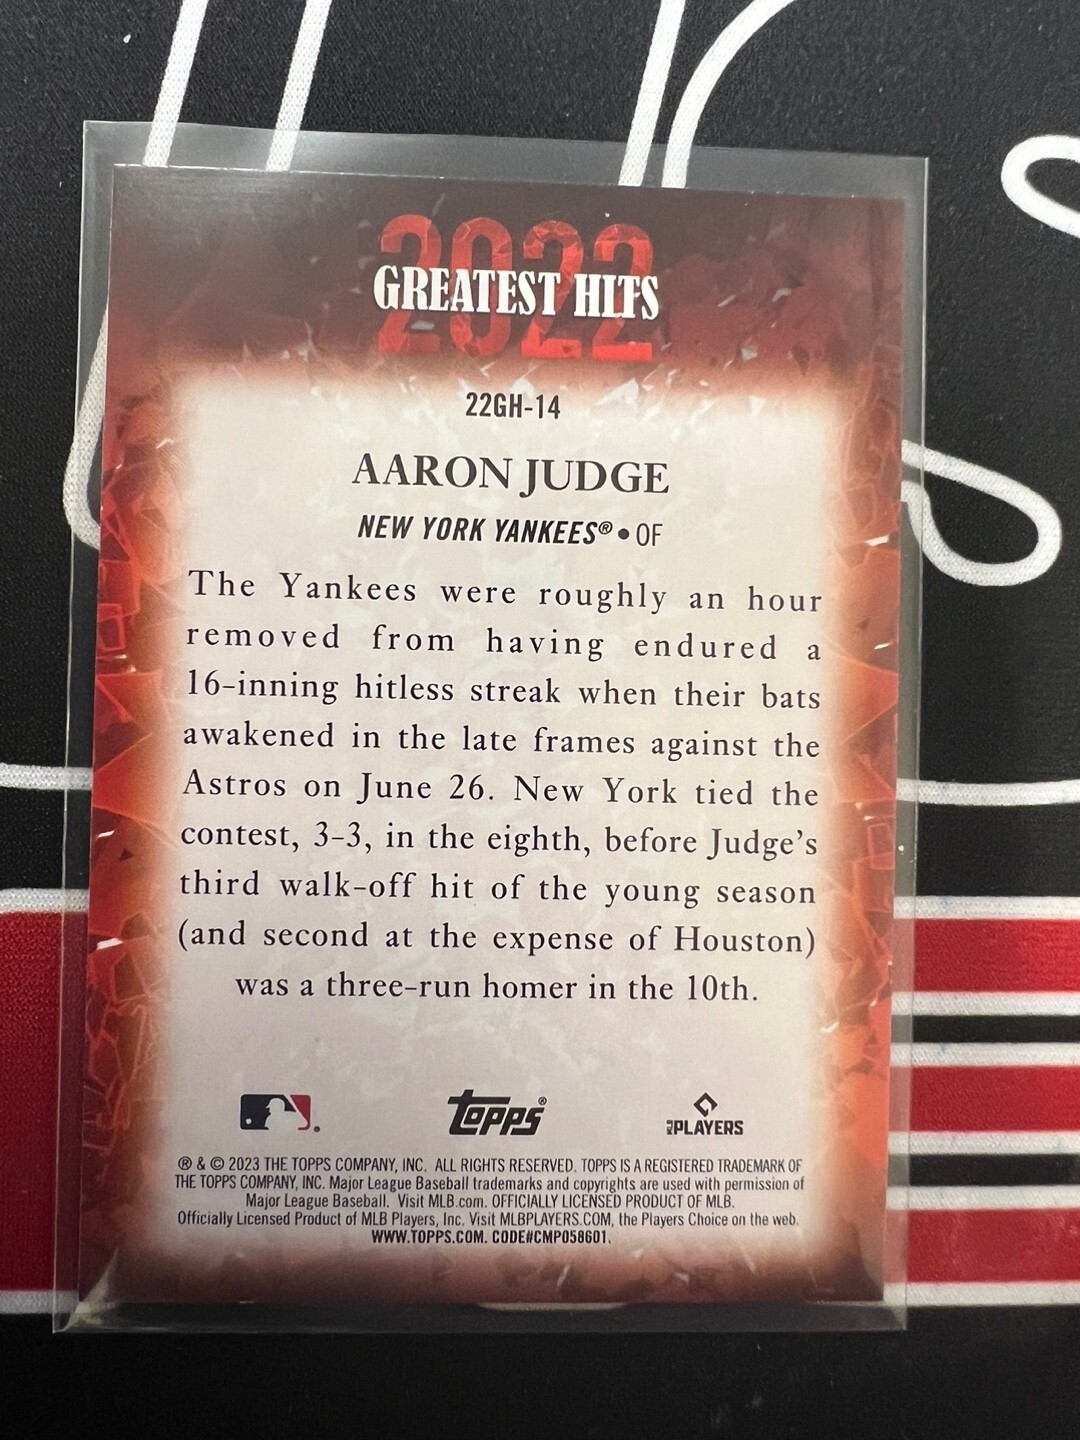 2022
GREATEST HITS
22GH-14
AARON JUDGE
NEW YORK YANKEES® • OF
The Yankees were roughly an hour
removed from having endured a
16-inning hitless streak when their bats
awakened in the late frames against the
Astros on June 26. New York tied the
contest, 3-3, in the eighth, before Judge's
third walk-off hit of the young season
(and second at the expense of Houston)
was a three-run homer in the 10th.
Topps® MLB PLAYERS
® & © 2023 THE TOPPS COMPANY, INC. ALL RIGHTS RESERVED. TOPPS IS A REGISTERED TRADEMARK OF
THE TOPPS COMPANY, INC. Major League Baseball trademarks and copyrights are used with permission of
Major League Baseball. Visit MLB.com. OFFICIALLY LICENSED PRODUCT OF MLB.
Officially Licensed Product of MLB Players, Inc. Visit MLBPLAYERS.COM, the Players Choice on the web.
WWW.TOPPS.COM. CODE#CMP058601.